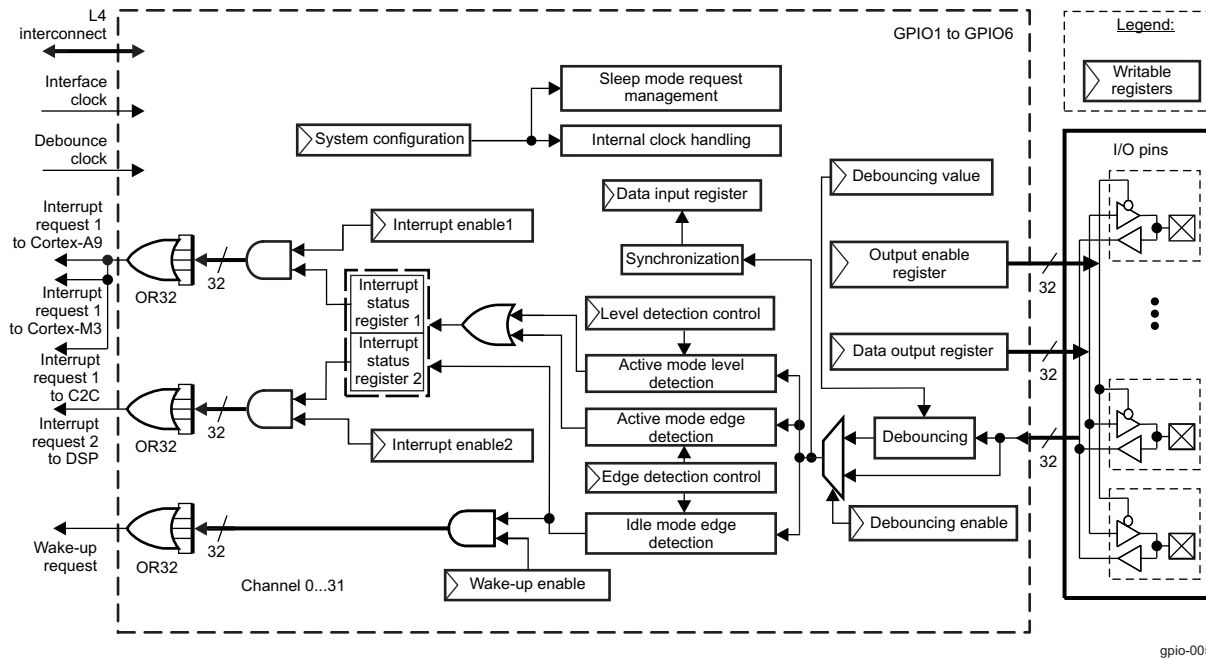 L4
interconnect
Interface
clock
Debounce
clock
Interrupt
request 1
to Cortex-A9
Interrupt
request 1
to Cortex-M3
Interrupt
request 1
to C2C
Interrupt
request 2
to DSP
Wake-up
request
GPIO1 to GPIO6
Sleep mode request
management
System configuration
Internal clock handling
Data input register
Debouncing value
Interrupt enable1
Synchronization
Output enable
register
32
OR32
32
Interrupt
status
register 1
Interrupt
status
register 2
Level detection control
Data output register
32
Active mode level
detection
Active mode edge
detection
Debouncing
32
32
OR32
Interrupt enable2
Edge detection control
Idle mode edge
detection
Debouncing enable
32
OR32
Wake-up enable
Channel 0...31
Legend:
Writable
registers
I/O pins
gpio-005